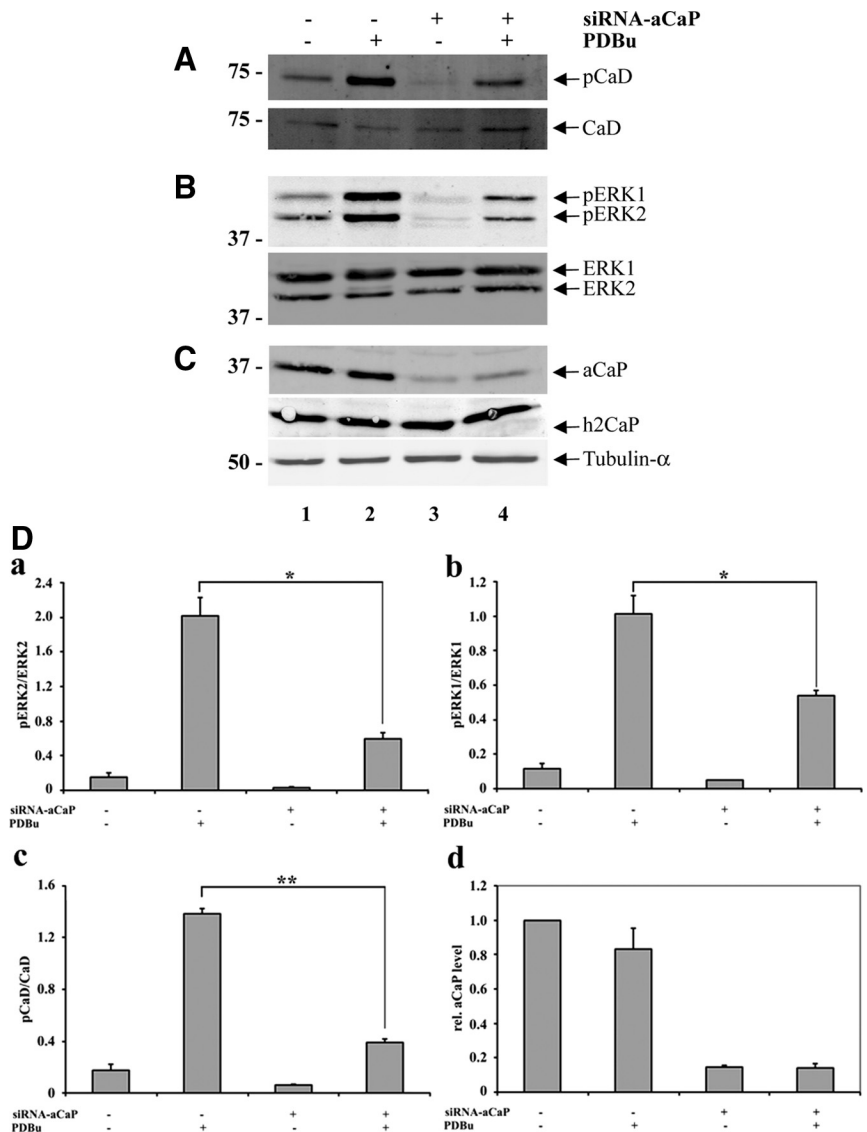 - - + + siRNA-aCaP
- + - + PDBu
A
75 -
pCaD
75 -
CaD
B
pERK1
pERK2
37 -
ERK1
ERK2
37 -
C
37 -
aCaP
h2CaP
50 -
Tubulin-α
1 2 3 4
D
a
2.4
2.0
1.6
1.2
0.8
0.4
0
pERK2/ERK2
*
siRNA-aCaP - - + +
PDBu - + - +
b
1.2
1.0
0.8
0.6
0.4
0.2
0
pERK1/ERK1
*
siRNA-aCaP - - + +
PDBu - + - +
c
1.6
1.2
0.8
0.4
0
pCaD/CaD
**
siRNA-aCaP - - + +
PDBu - + - +
d
1.2
1.0
0.8
0.6
0.4
0.2
0
rel. aCaP level
siRNA-aCaP - - + +
PDBu - + - +